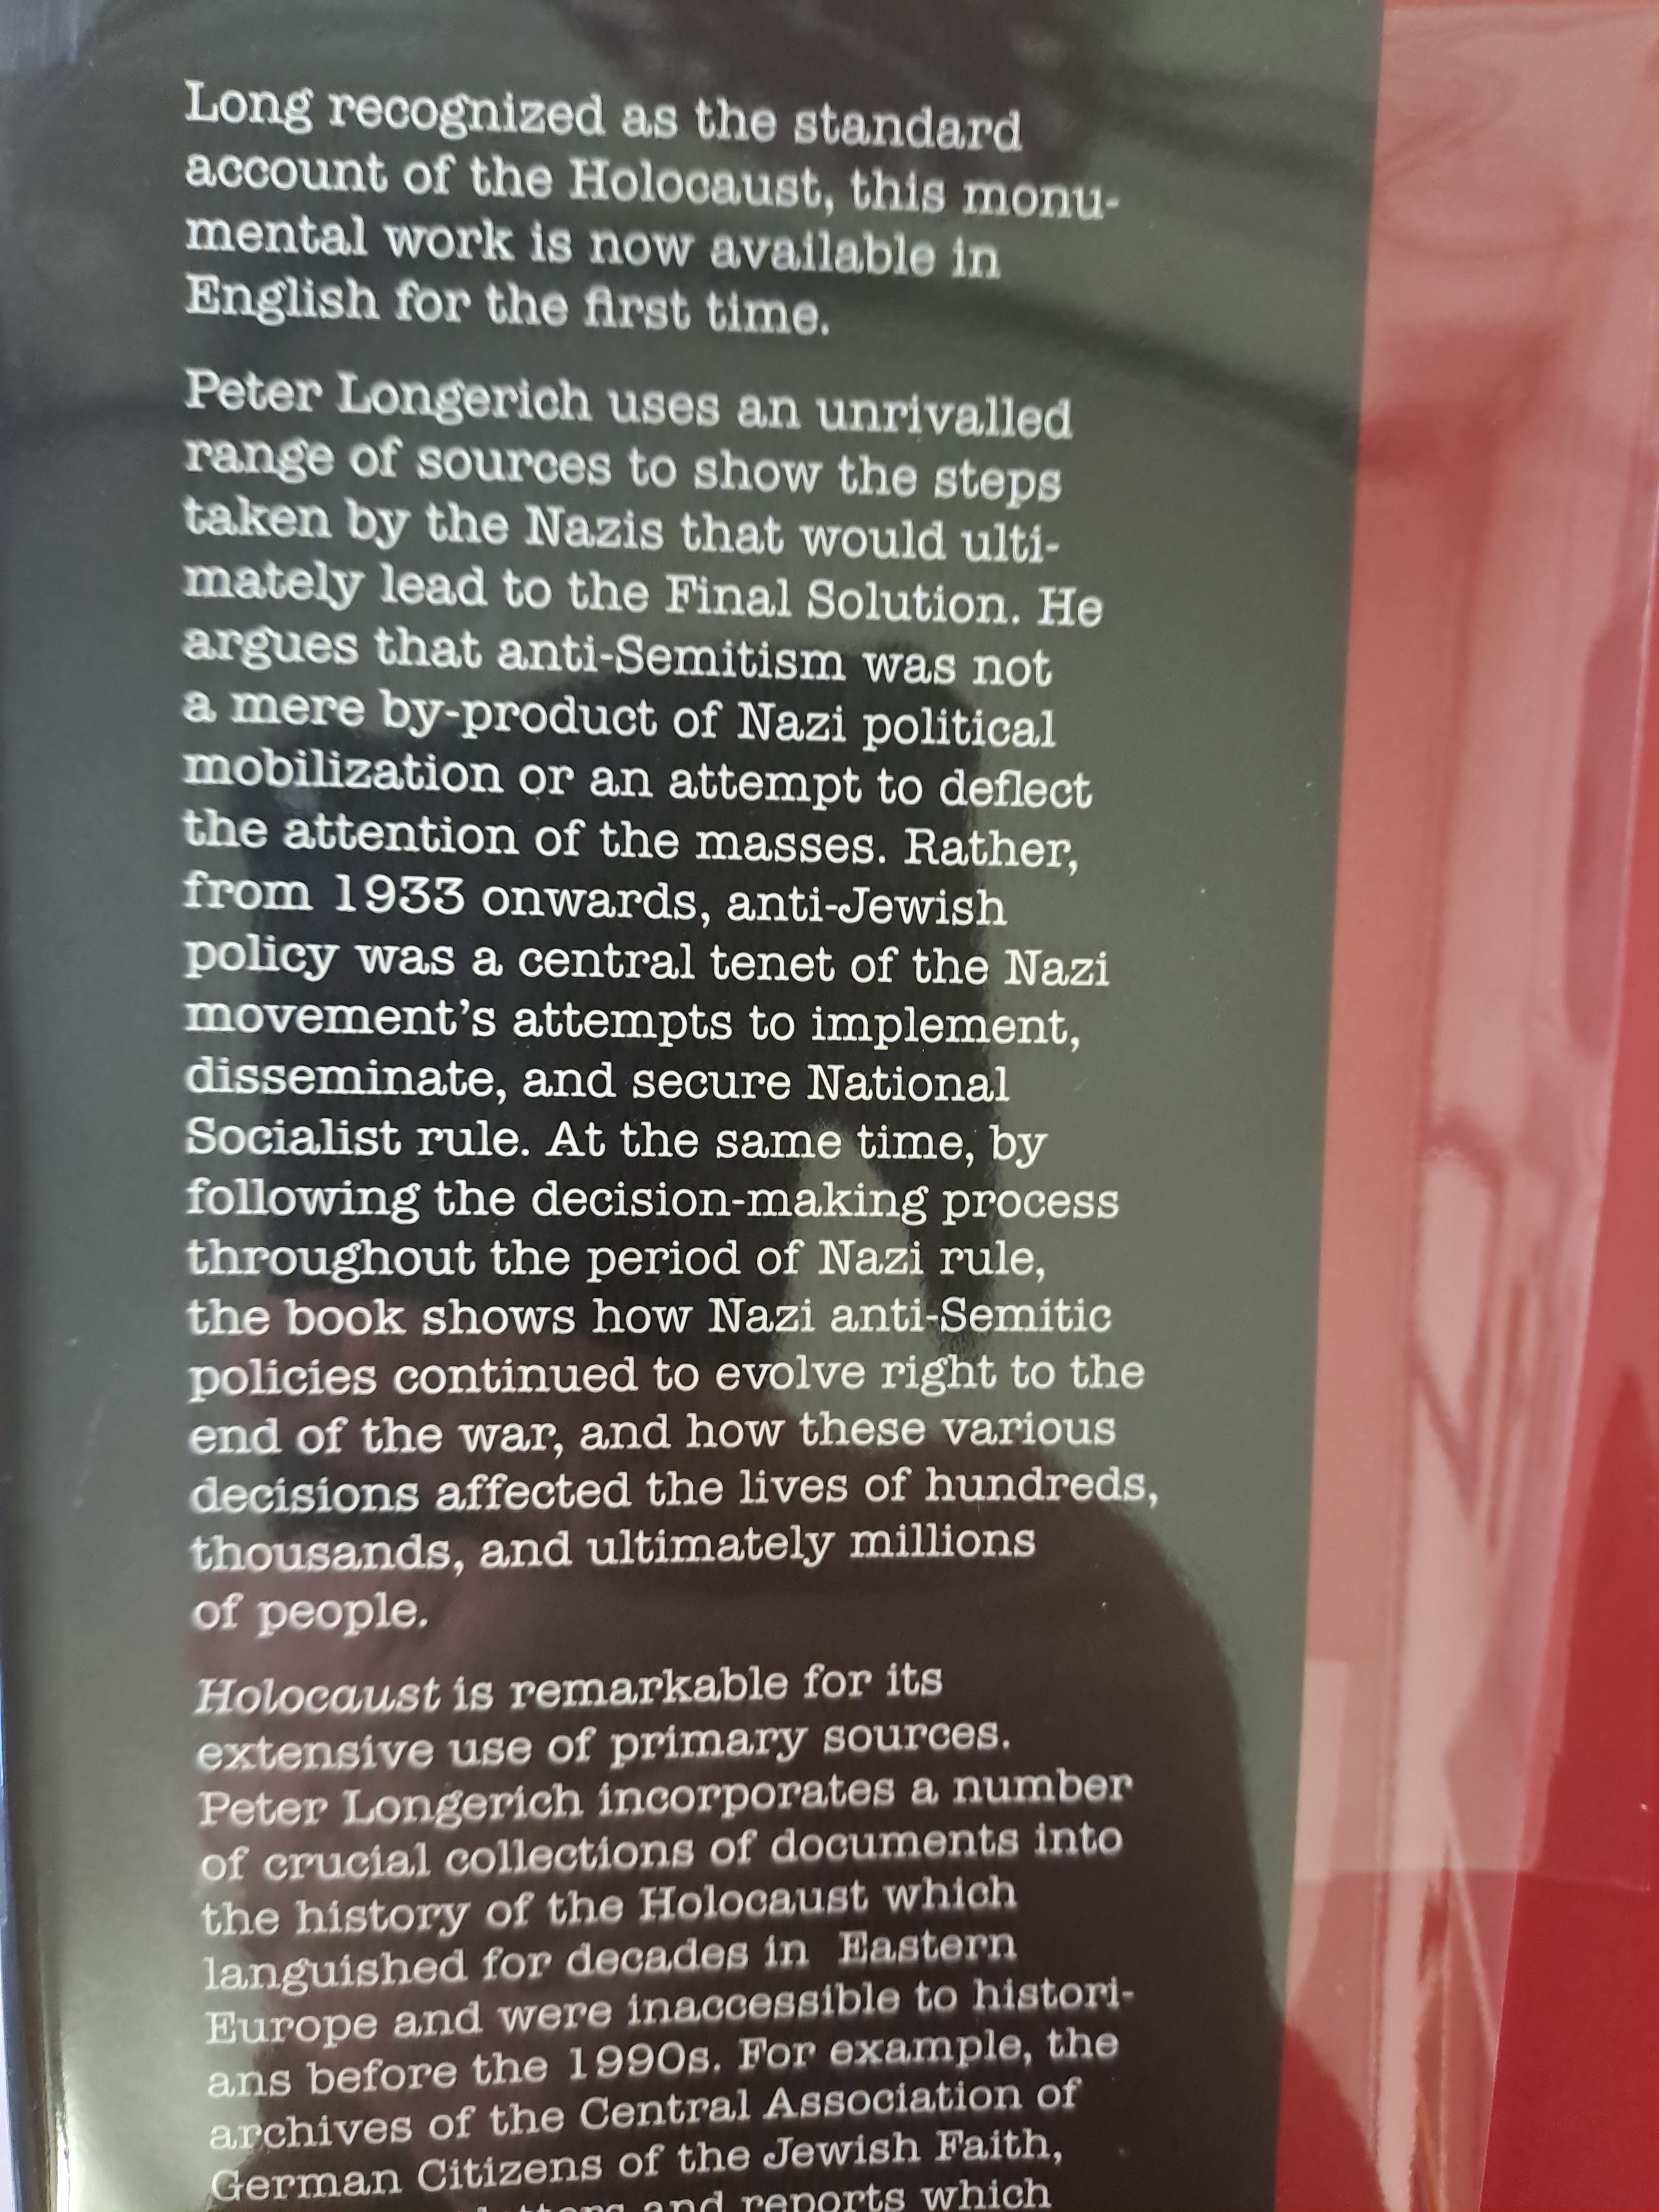 Long recognized as the standard
account of the Holocaust, this monu-
mental work is now available in
English for the first time.
Peter Longerich uses an unrivalled
range of sources to show the steps
taken by the Nazis that would ulti-
mately lead to the Final Solution. He
argues that anti-Semitism was not
a mere by-product of Nazi political
mobilization or an attempt to deflect
the attention of the masses. Rather,
from 1933 onwards, anti-Jewish
policy was a central tenet of the Nazi
movement's attempts to implement,
disseminate, and secure National
Socialist rule. At the same time, by
following the decision-making process
throughout the period of Nazi rule,
the book shows how Nazi anti-Semitic
policies continued to evolve right to the
end of the war, and how these various
decisions affected the lives of hundreds,
thousands, and ultimately millions
of people.
Holocaust is remarkable for its
extensive use of primary sources.
Peter Longerich incorporates a number
of crucial collections of documents into
the history of the Holocaust which
languished for decades in Eastern
Europe and were inaccessible to histori-
ans before the 1990s. For example, the
archives of the Central Association of
German Citizens of the Jewish Faith,
and reports which